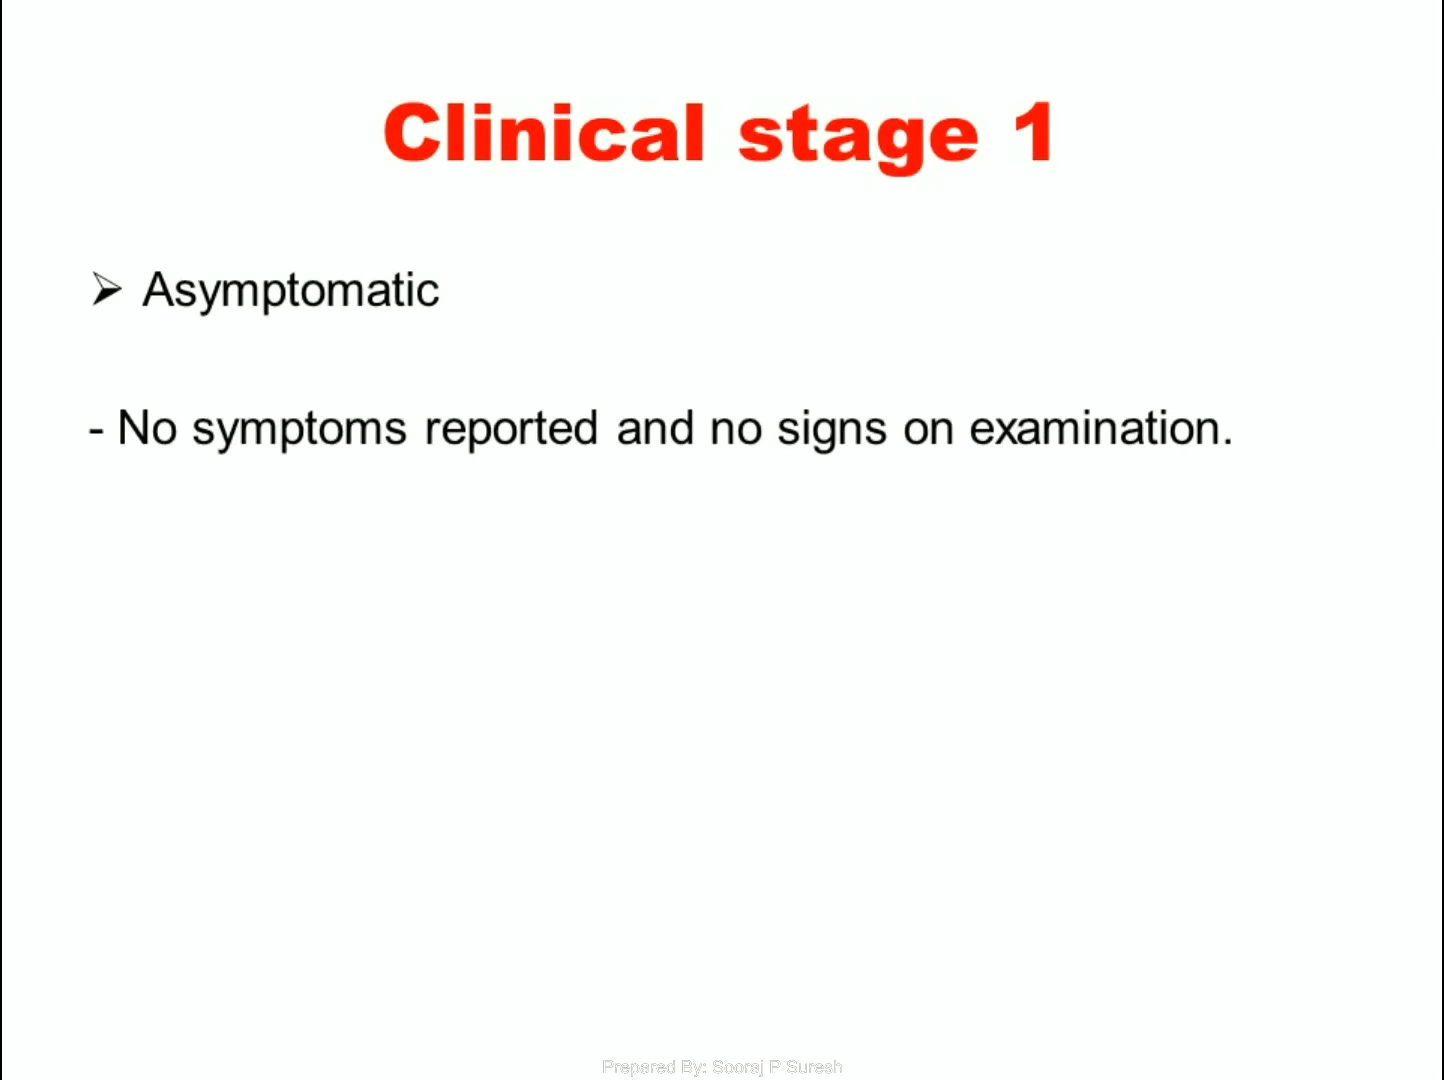 Clinical stage 1
➢ Asymptomatic
- No symptoms reported and no signs on examination.
Prepared By: Sooraj P Suresh